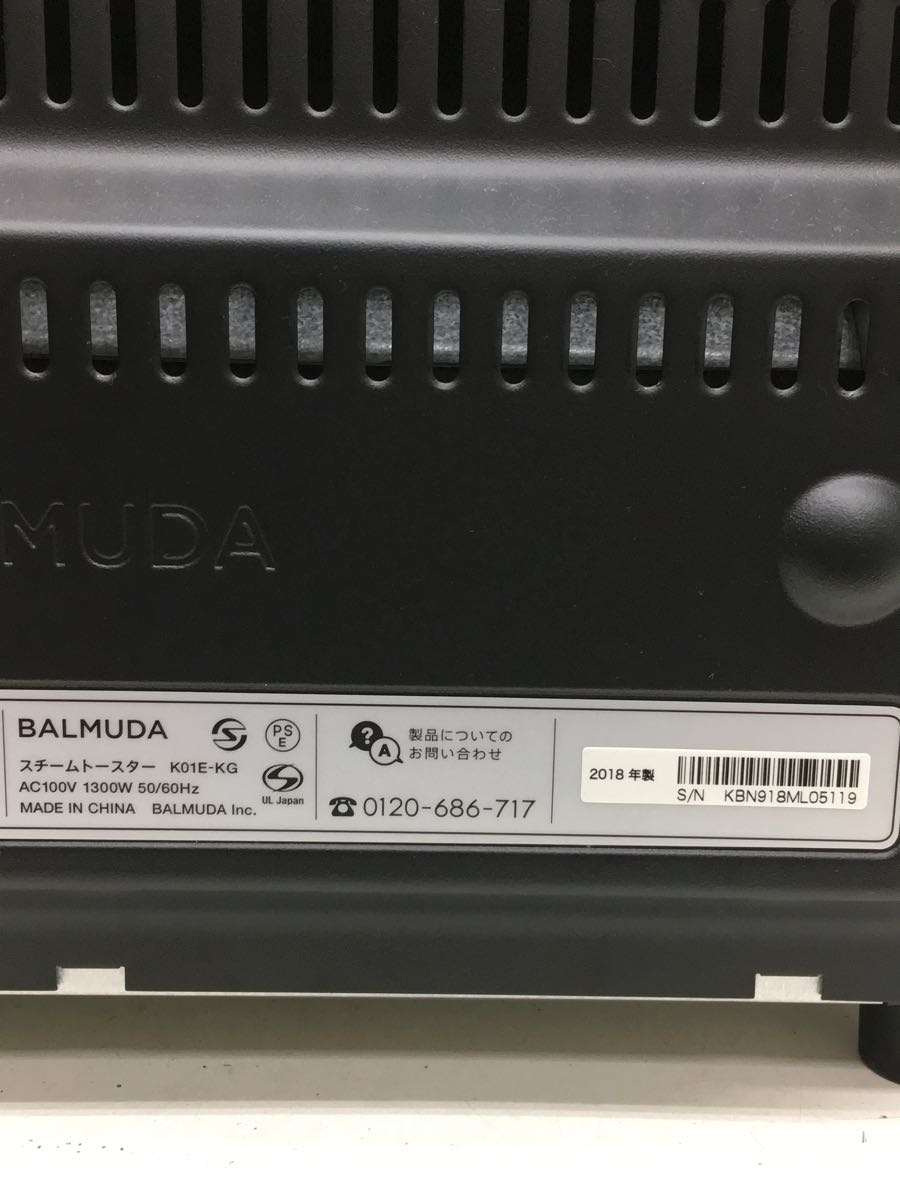 MUDA
BALMUDA
PS
E
スチームトースター K01E-KG
AC100V 1300W 50/60Hz
MADE IN CHINA BALMUDA Inc.
UL Japan
? A
製品についての
お問い合わせ
0120-686-717
2018 年製
S/N KBN918ML05119